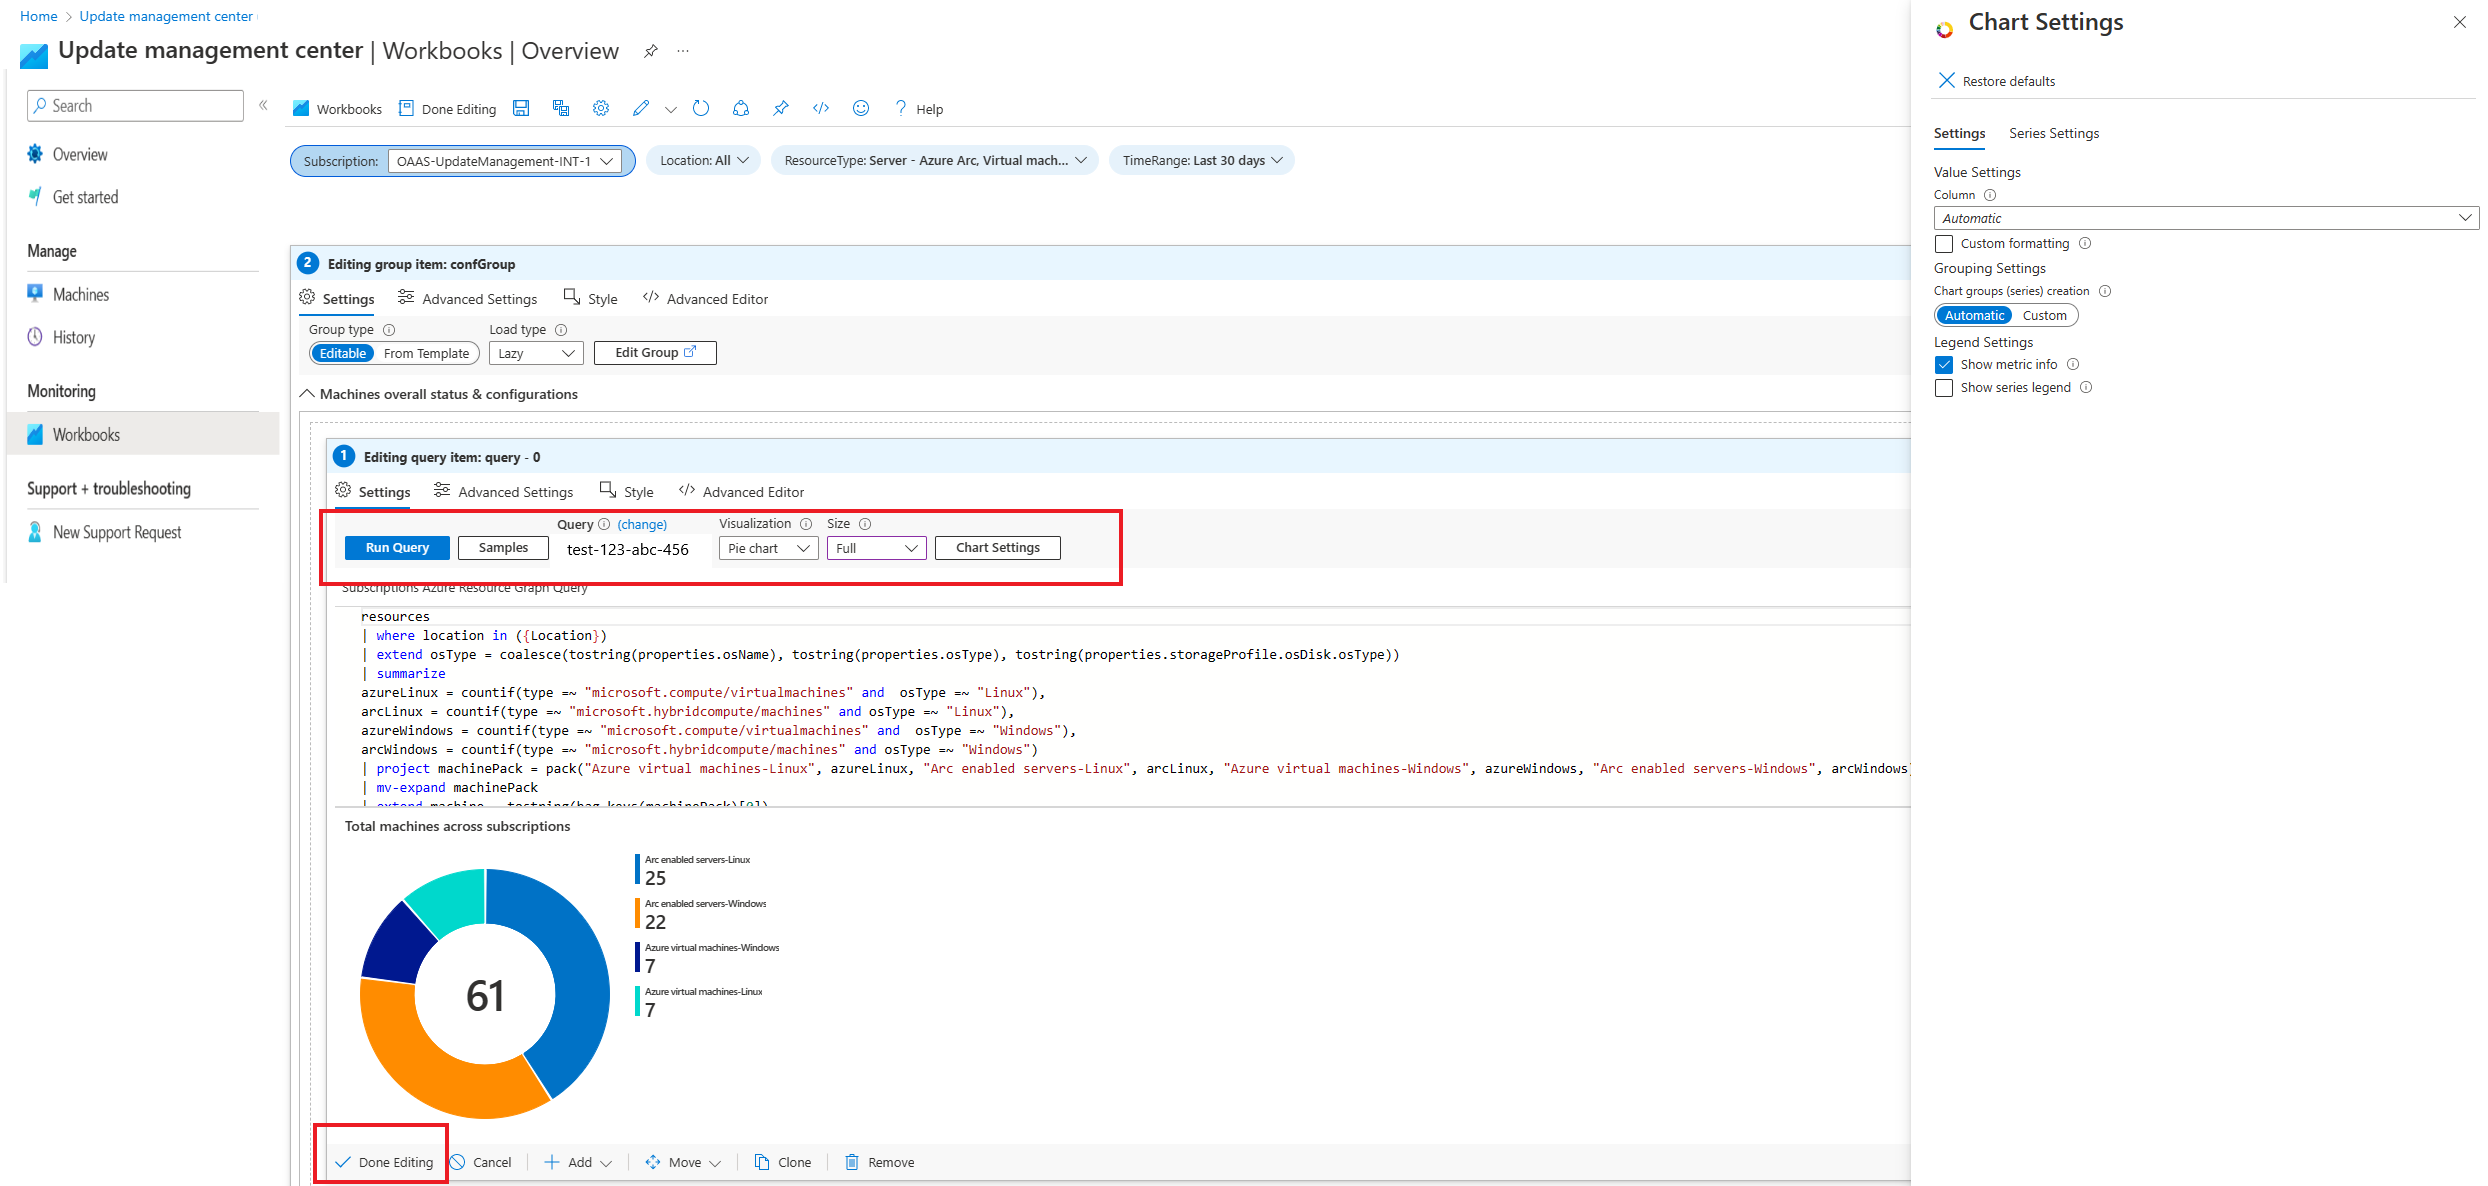 Home > Update management center
Update management center | Workbooks | Overview ...
Search «
Overview
Get started
Manage
Machines
History
Monitoring
Workbooks
Support + troubleshooting
New Support Request
Workbooks Done Editing ? Help
Subscription: OAAS-UpdateManagement-INT-1 Location: All ResourceType: Server - Azure Arc, Virtual mach... TimeRange: Last 30 days
2 Editing group item: confGroup
Settings Advanced Settings Style </> Advanced Editor
Group type Load type
Editable From Template Lazy Edit Group
Machines overall status & configurations
1 Editing query item: query - 0
Settings Advanced Settings Style </> Advanced Editor
Query (change) Visualization Size
Run Query Samples test-123-abc-456 Pie chart Full Chart Settings
Subscriptions Azure Resource Graph Query
resources
| where location in ({Location})
| extend osType = coalesce(tostring(properties.osName), tostring(properties.osType), tostring(properties.storageProfile.osDisk.osType))
| summarize
azureLinux = countif(type =~ "microsoft.compute/virtualmachines" and  osType =~ "Linux"),
arcLinux = countif(type =~ "microsoft.hybridcompute/machines" and osType =~ "Linux"),
azureWindows = countif(type =~ "microsoft.compute/virtualmachines" and  osType =~ "Windows"),
arcWindows = countif(type =~ "microsoft.hybridcompute/machines" and osType =~ "Windows")
| project machinePack = pack("Azure virtual machines-Linux", azureLinux, "Arc enabled servers-Linux", arcLinux, "Azure virtual machines-Windows", azureWindows, "Arc enabled servers-Windows", arcWindows)
| mv-expand machinePack
| extend machine = tostring(bag_keys(machinePack)[0])
Total machines across subscriptions
61
Arc enabled servers-Linux
25
Arc enabled servers-Windows
22
Azure virtual machines-Windows
7
Azure virtual machines-Linux
7
Done Editing Cancel Add Move Clone Remove
Chart Settings
Restore defaults
Settings Series Settings
Value Settings
Column
Automatic
Custom formatting
Grouping Settings
Chart groups (series) creation
Automatic Custom
Legend Settings
Show metric info
Show series legend